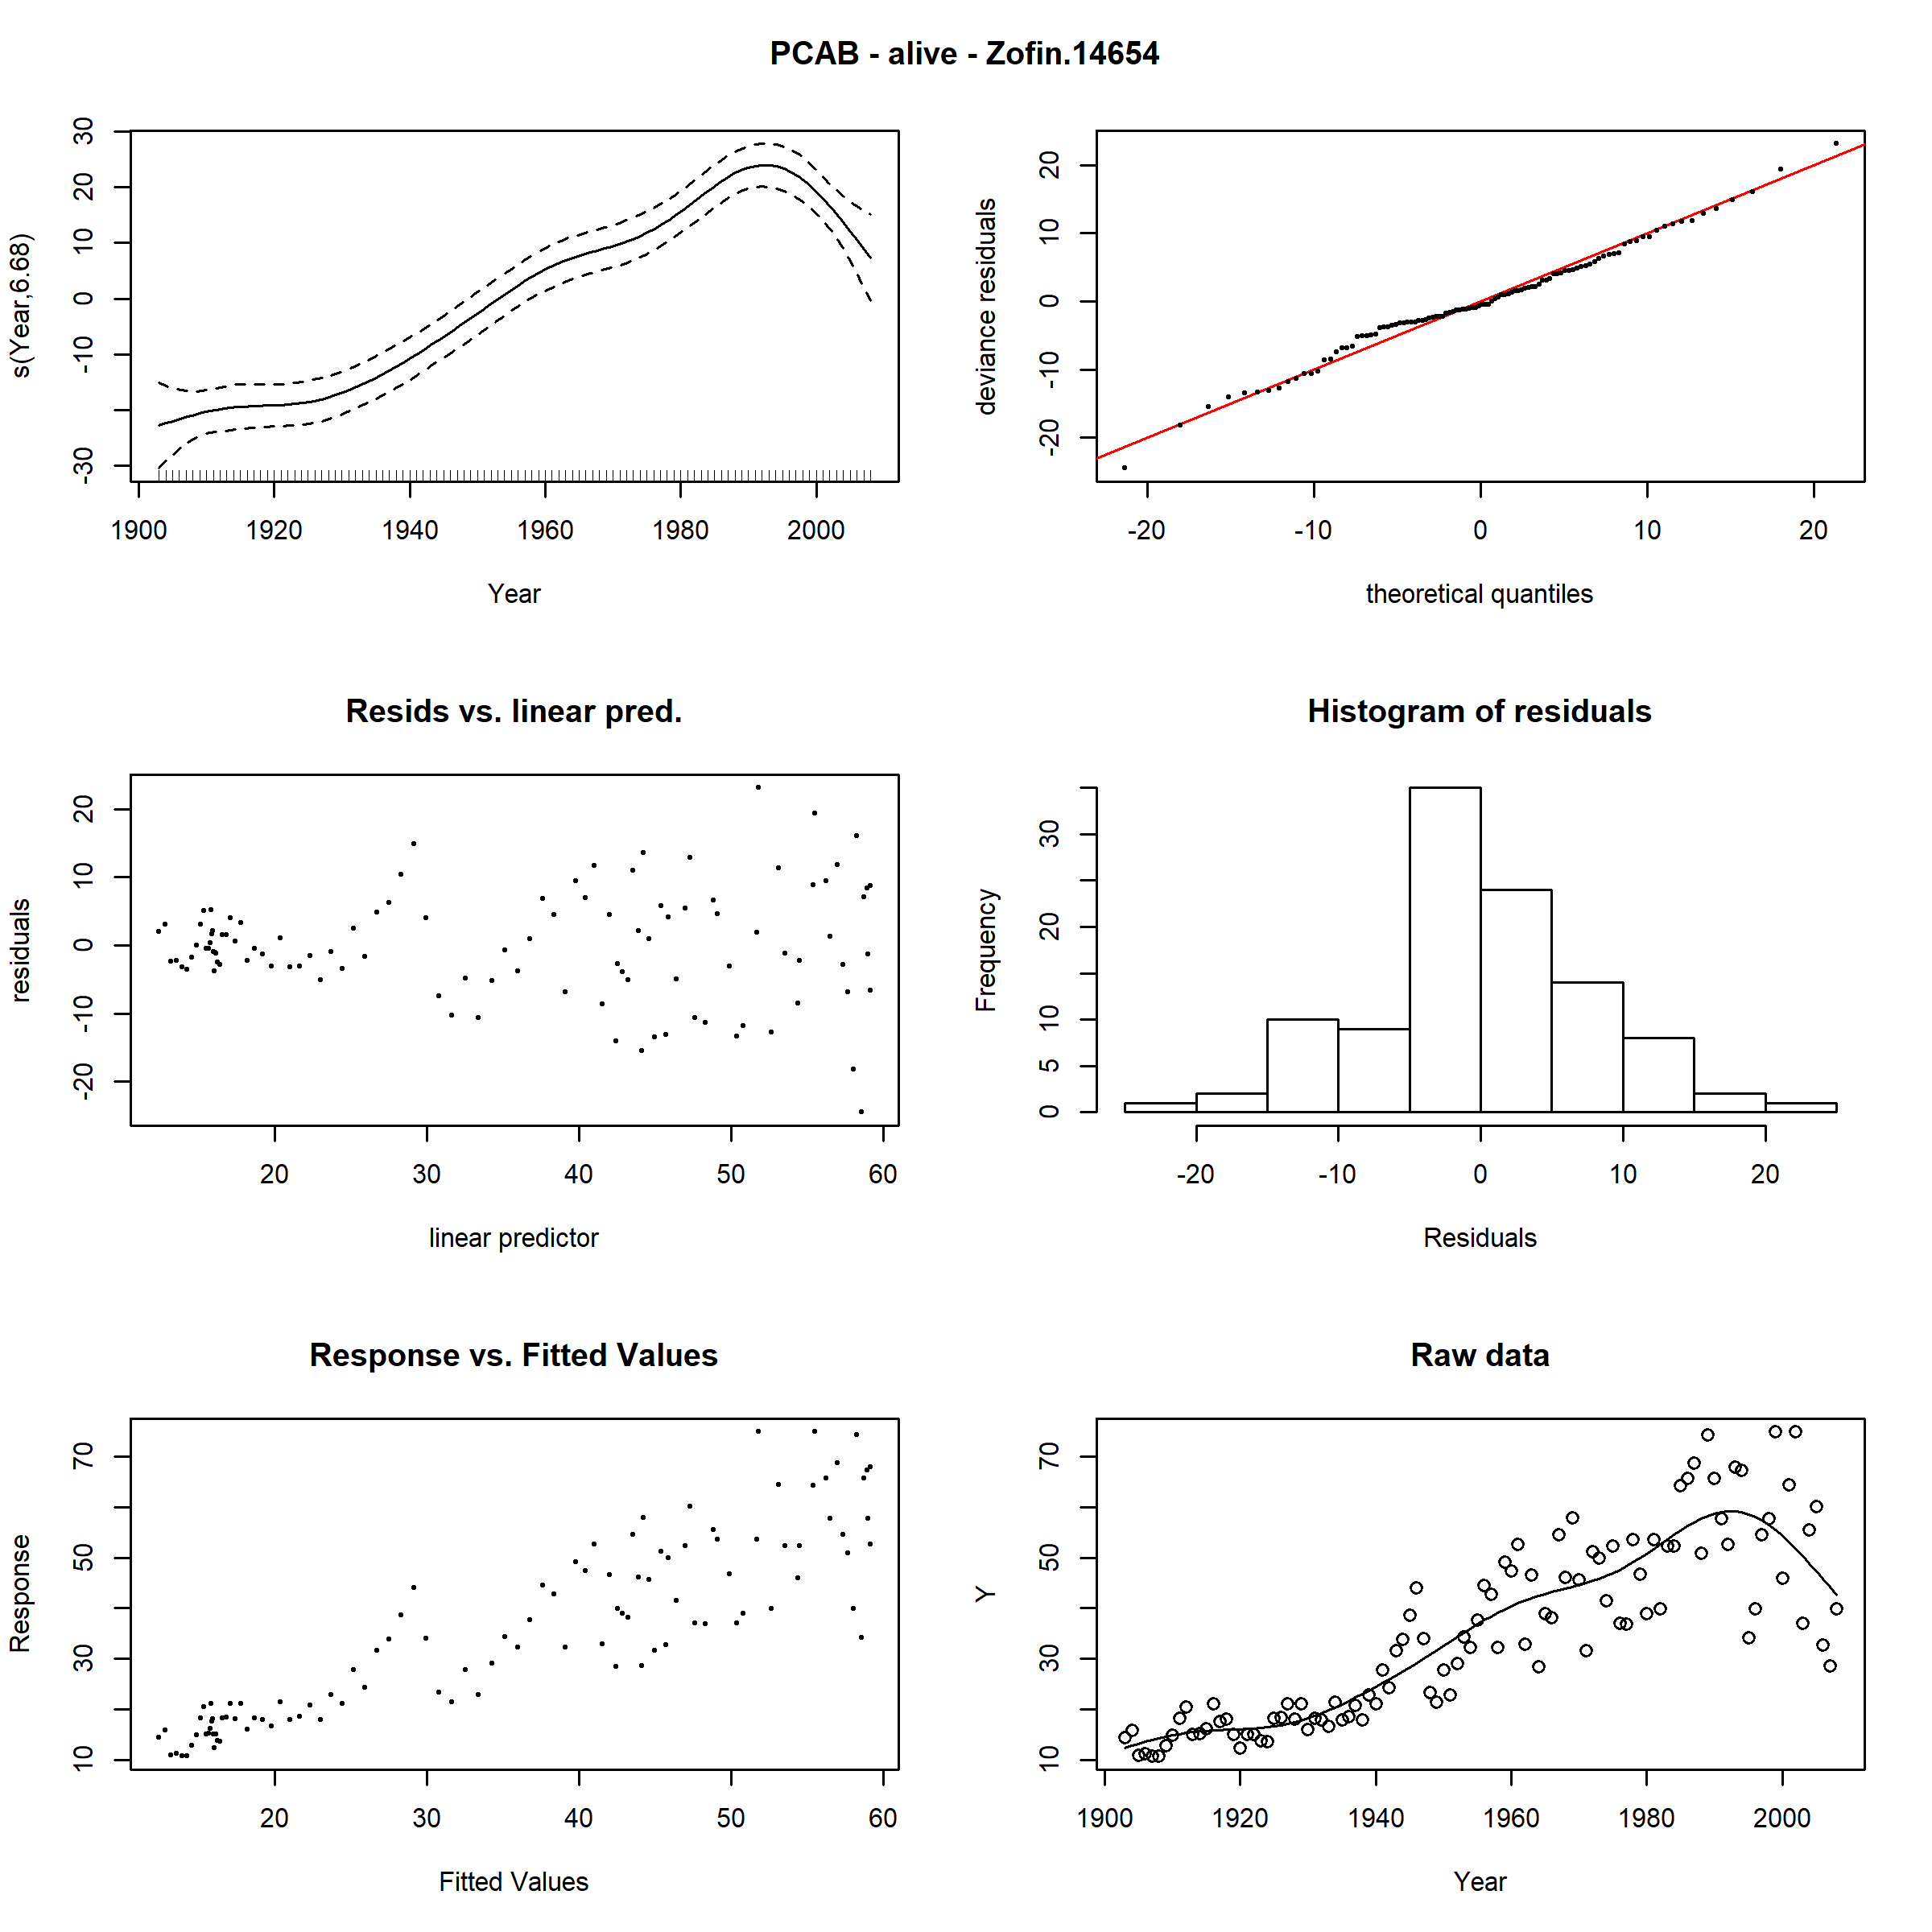 PCAB - alive - Zofin.14654
s(Year,6.68)
30
20
10
0
-10
-30
1900 1920 1940 1960 1980 2000
Year
deviance residuals
20
10
0
-10
-20
-20 -10 0 10 20
theoretical quantiles
Resids vs. linear pred.
residuals
20
10
0
-10
-20
20 30 40 50 60
linear predictor
Histogram of residuals
Frequency
30
20
10
5
0
-20 -10 0 10 20
Residuals
Response vs. Fitted Values
Response
70
50
30
10
20 30 40 50 60
Fitted Values
Raw data
Y
70
50
30
10
1900 1920 1940 1960 1980 2000
Year